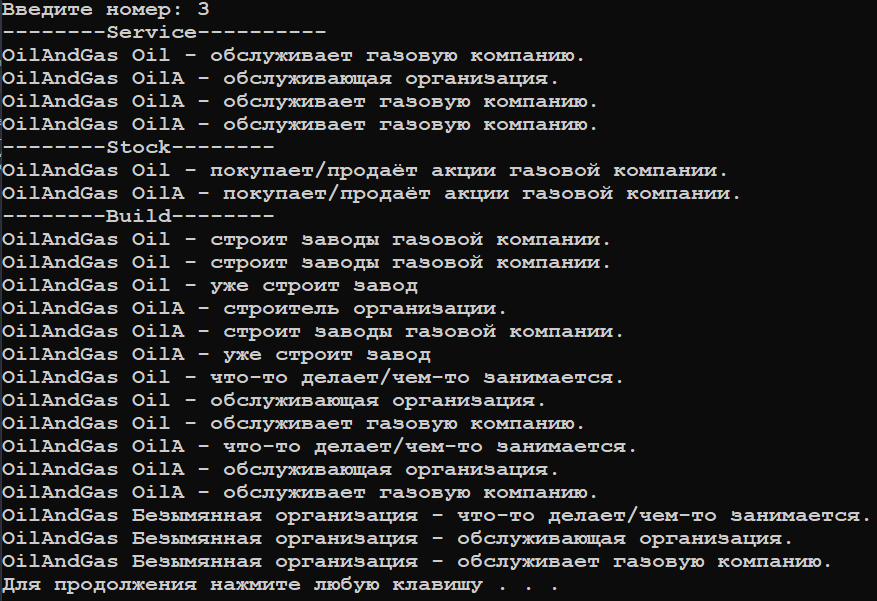 Введите номер: 3
--------Service----------
OilAndGas Oil - обслуживает газовую компанию.
OilAndGas OilA - обслуживающая организация.
OilAndGas OilA - обслуживает газовую компанию.
OilAndGas OilA - обслуживает газовую компанию.
--------Stock--------
OilAndGas Oil - покупает/продаёт акции газовой компании.
OilAndGas OilA - покупает/продаёт акции газовой компании.
--------Build--------
OilAndGas Oil - строит заводы газовой компании.
OilAndGas Oil - строит заводы газовой компании.
OilAndGas Oil - уже строит завод
OilAndGas OilA - строитель организации.
OilAndGas OilA - строит заводы газовой компании.
OilAndGas OilA - уже строит завод
OilAndGas Oil - что-то делает/чем-то занимается.
OilAndGas Oil - обслуживающая организация.
OilAndGas Oil - обслуживает газовую компанию.
OilAndGas OilA - что-то делает/чем-то занимается.
OilAndGas OilA - обслуживающая организация.
OilAndGas OilA - обслуживает газовую компанию.
OilAndGas Безымянная организация - что-то делает/чем-то занимается.
OilAndGas Безымянная организация - обслуживающая организация.
OilAndGas Безымянная организация - обслуживает газовую компанию.
Для продолжения нажмите любую клавишу . . .